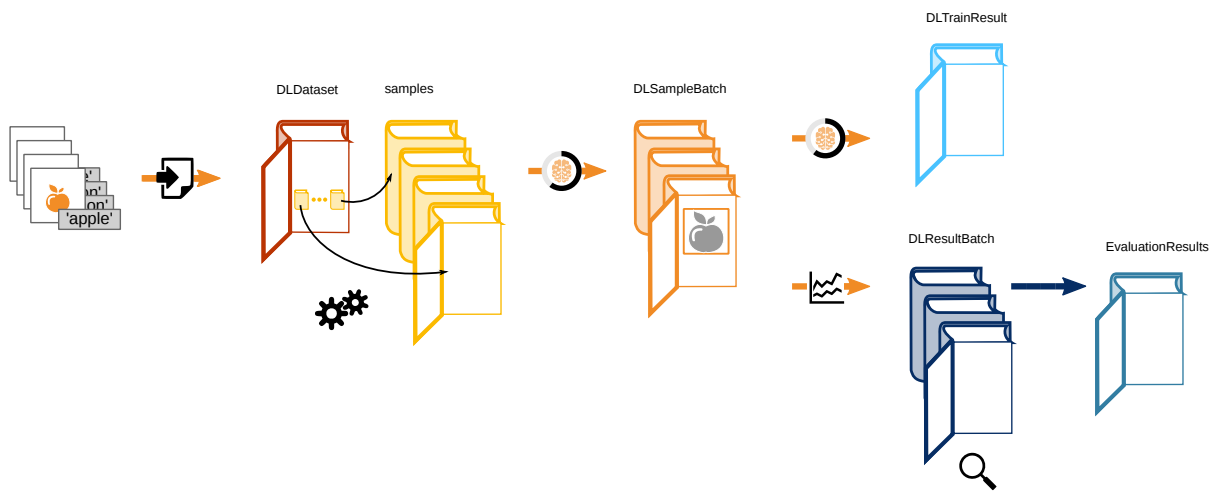 DLTrainResult
DLDataset
samples
DLSampleBatch
'apple'
DLResultBatch
EvaluationResults